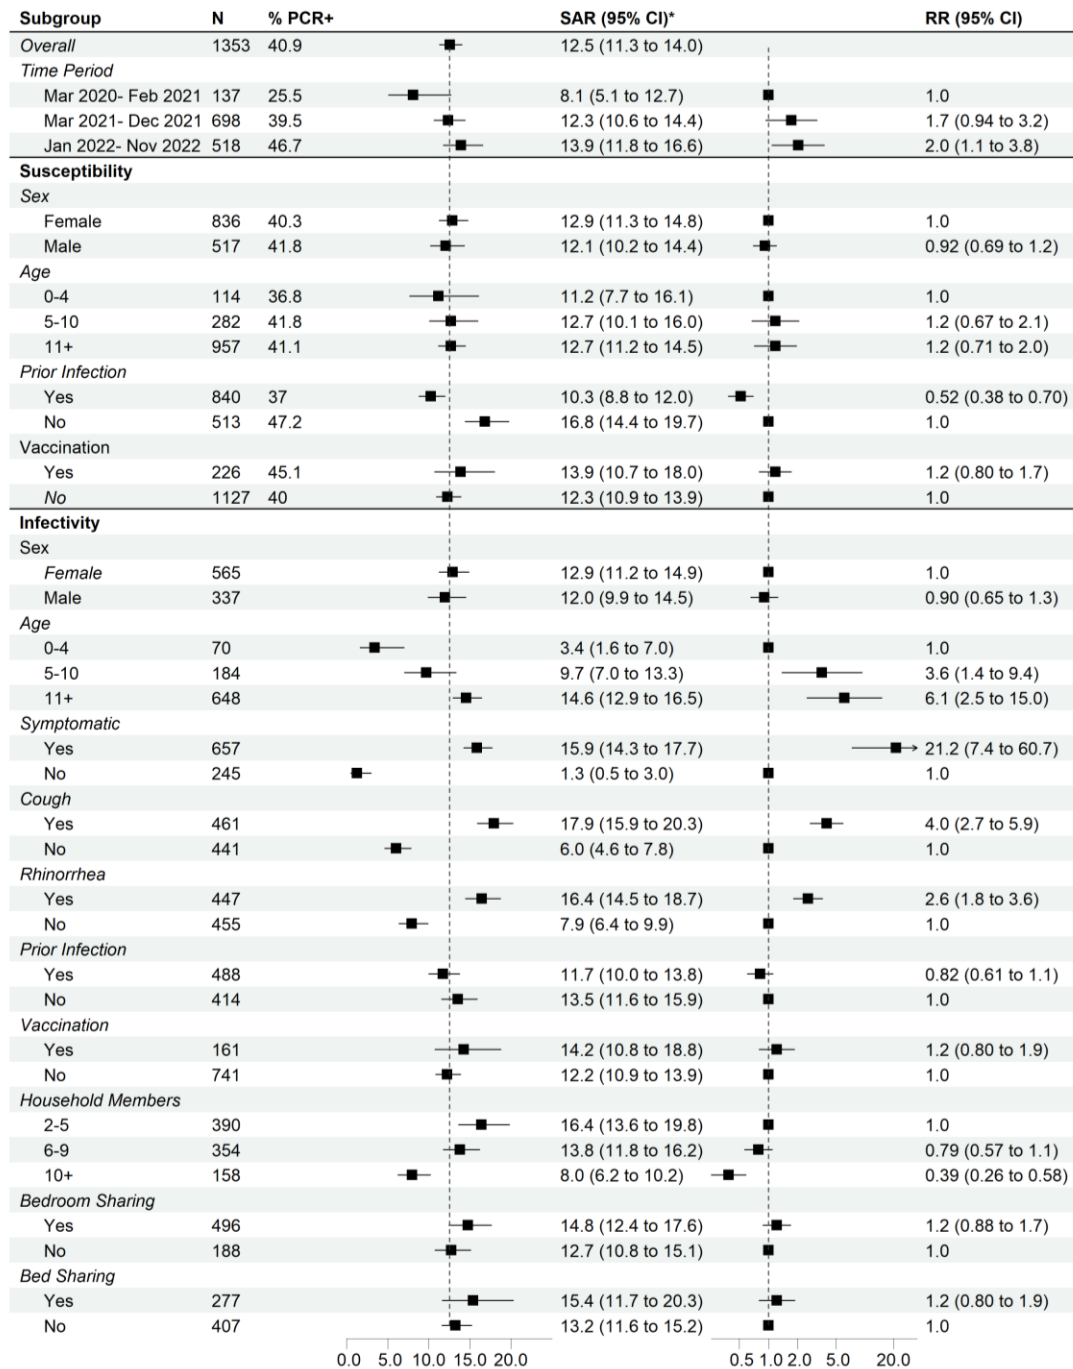 Subgroup N % PCR+ SAR (95% CI)* RR (95% CI)
Overall 1353 40.9 12.5 (11.3 to 14.0)
Time Period
Mar 2020- Feb 2021 137 25.5 8.1 (5.1 to 12.7) 1.0
Mar 2021- Dec 2021 698 39.5 12.3 (10.6 to 14.4) 1.7 (0.94 to 3.2)
Jan 2022- Nov 2022 518 46.7 13.9 (11.8 to 16.6) 2.0 (1.1 to 3.8)
Susceptibility
Sex
Female 836 40.3 12.9 (11.3 to 14.8) 1.0
Male 517 41.8 12.1 (10.2 to 14.4) 0.92 (0.69 to 1.2)
Age
0-4 114 36.8 11.2 (7.7 to 16.1) 1.0
5-10 282 41.8 12.7 (10.1 to 16.0) 1.2 (0.67 to 2.1)
11+ 957 41.1 12.7 (11.2 to 14.5) 1.2 (0.71 to 2.0)
Prior Infection
Yes 840 37 10.3 (8.8 to 12.0) 0.52 (0.38 to 0.70)
No 513 47.2 16.8 (14.4 to 19.7) 1.0
Vaccination
Yes 226 45.1 13.9 (10.7 to 18.0) 1.2 (0.80 to 1.7)
No 1127 40 12.3 (10.9 to 13.9) 1.0
Infectivity
Sex
Female 565 12.9 (11.2 to 14.9) 1.0
Male 337 12.0 (9.9 to 14.5) 0.90 (0.65 to 1.3)
Age
0-4 70 3.4 (1.6 to 7.0) 1.0
5-10 184 9.7 (7.0 to 13.3) 3.6 (1.4 to 9.4)
11+ 648 14.6 (12.9 to 16.5) 6.1 (2.5 to 15.0)
Symptomatic
Yes 657 15.9 (14.3 to 17.7) 21.2 (7.4 to 60.7)
No 245 1.3 (0.5 to 3.0) 1.0
Cough
Yes 461 17.9 (15.9 to 20.3) 4.0 (2.7 to 5.9)
No 441 6.0 (4.6 to 7.8) 1.0
Rhinorrhea
Yes 447 16.4 (14.5 to 18.7) 2.6 (1.8 to 3.6)
No 455 7.9 (6.4 to 9.9) 1.0
Prior Infection
Yes 488 11.7 (10.0 to 13.8) 0.82 (0.61 to 1.1)
No 414 13.5 (11.6 to 15.9) 1.0
Vaccination
Yes 161 14.2 (10.8 to 18.8) 1.2 (0.80 to 1.9)
No 741 12.2 (10.9 to 13.9) 1.0
Household Members
2-5 390 16.4 (13.6 to 19.8) 1.0
6-9 354 13.8 (11.8 to 16.2) 0.79 (0.57 to 1.1)
10+ 158 8.0 (6.2 to 10.2) 0.39 (0.26 to 0.58)
Bedroom Sharing
Yes 496 14.8 (12.4 to 17.6) 1.2 (0.88 to 1.7)
No 188 12.7 (10.8 to 15.1) 1.0
Bed Sharing
Yes 277 15.4 (11.7 to 20.3) 1.2 (0.80 to 1.9)
No 407 13.2 (11.6 to 15.2) 1.0
0.0 5.0 10.0 15.0 20.0 0.5 1.0 2.0 20.0